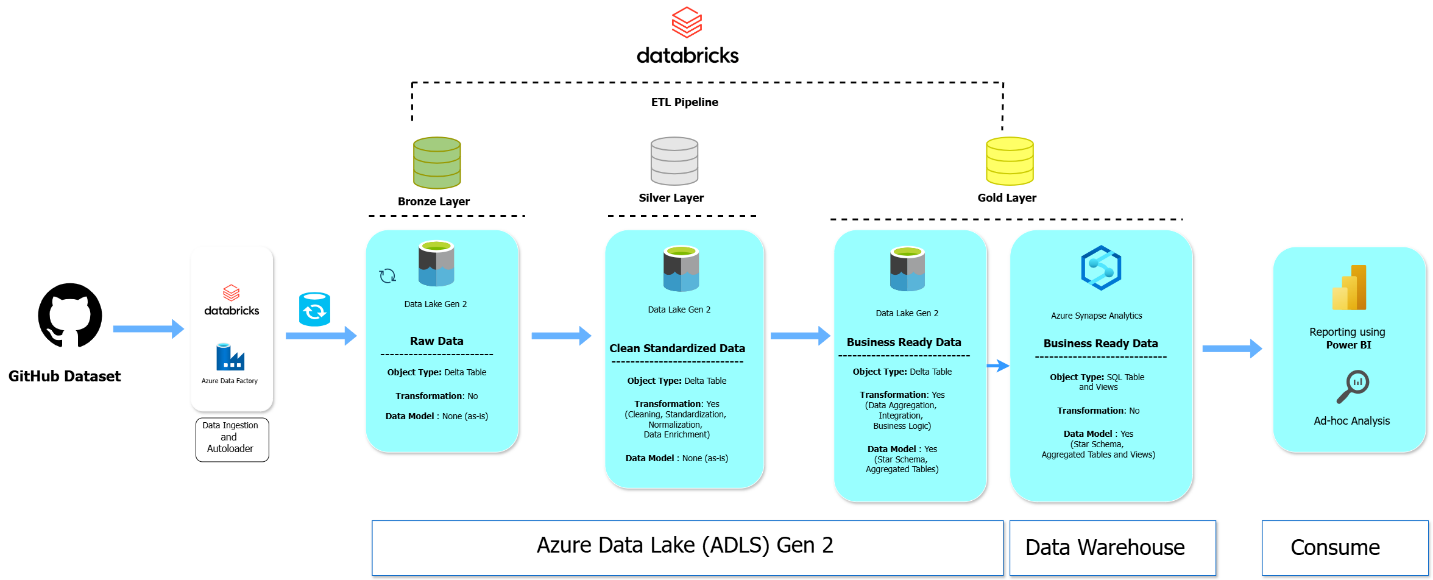 databricks
ETL Pipeline
Bronze Layer
Silver Layer
Gold Layer
GitHub Dataset
databricks
Azure Data Factory
Data Ingestion
and
Autoloader
Data Lake Gen 2
Raw Data
Object Type: Delta Table
Transformation: No
Data Model : None (as-is)
Data Lake Gen 2
Clean Standardized Data
Object Type: Delta Table
Transformation: Yes
(Cleaning, Standardization,
Normalization,
Data Enrichment)
Data Model : None (as-is)
Data Lake Gen 2
Business Ready Data
Object Type: Delta Table
Transformation: Yes
(Data Aggregation,
Integration,
Business Logic)
Data Model : Yes
(Star Schema,
Aggregated Tables)
Azure Synapse Analytics
Business Ready Data
Object Type: SQL Table
and Views
Transformation: No
Data Model : Yes
(Star Schema,
Aggregated Tables and Views)
Reporting using
Power BI
Ad-hoc Analysis
Azure Data Lake (ADLS) Gen 2
Data Warehouse
Consume